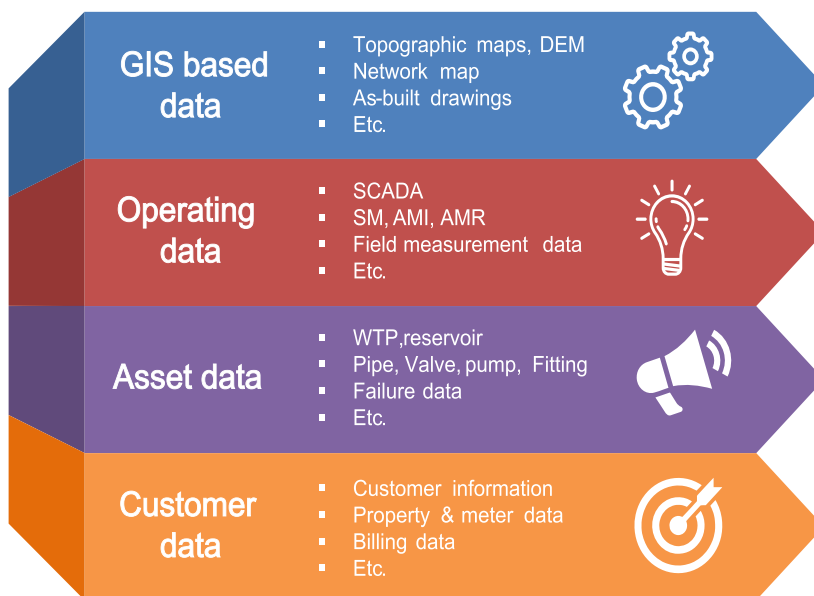 GIS based
data
▪ Topographic maps, DEM
▪ Network map
▪ As-built drawings
▪ Etc.
Operating
data
▪ SCADA
▪ SM, AMI, AMR
▪ Field measurement data
▪ Etc.
Asset data
▪ WTP,reservoir
▪ Pipe, Valve, pump, Fitting
▪ Failure data
▪ Etc.
Customer
data
▪ Customer information
▪ Property & meter data
▪ Billing data
▪ Etc.